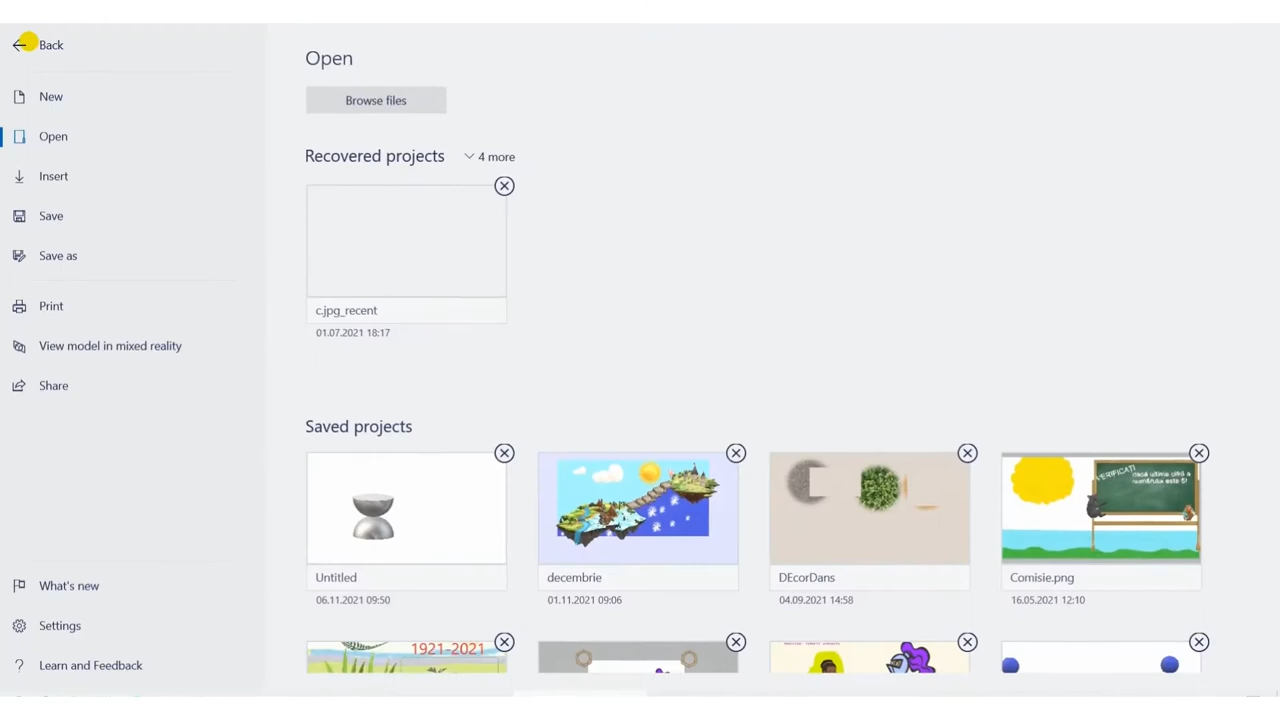 Back
New
Open
Insert
Save
Save as
Print
View model in mixed reality
Share
What's new
Settings
Learn and Feedback
Open
Browse files
Recovered projects
4 more
c.jpg_recent
01.07.2021 18:17
Saved projects
VERIFICAȚI
Untitled
06.11.2021 09:50
decembrie
01.11.2021 09:06
DEcorDans
04.09.2021 14:58
Comisie.png
16.05.2021 12:10
1921-2021